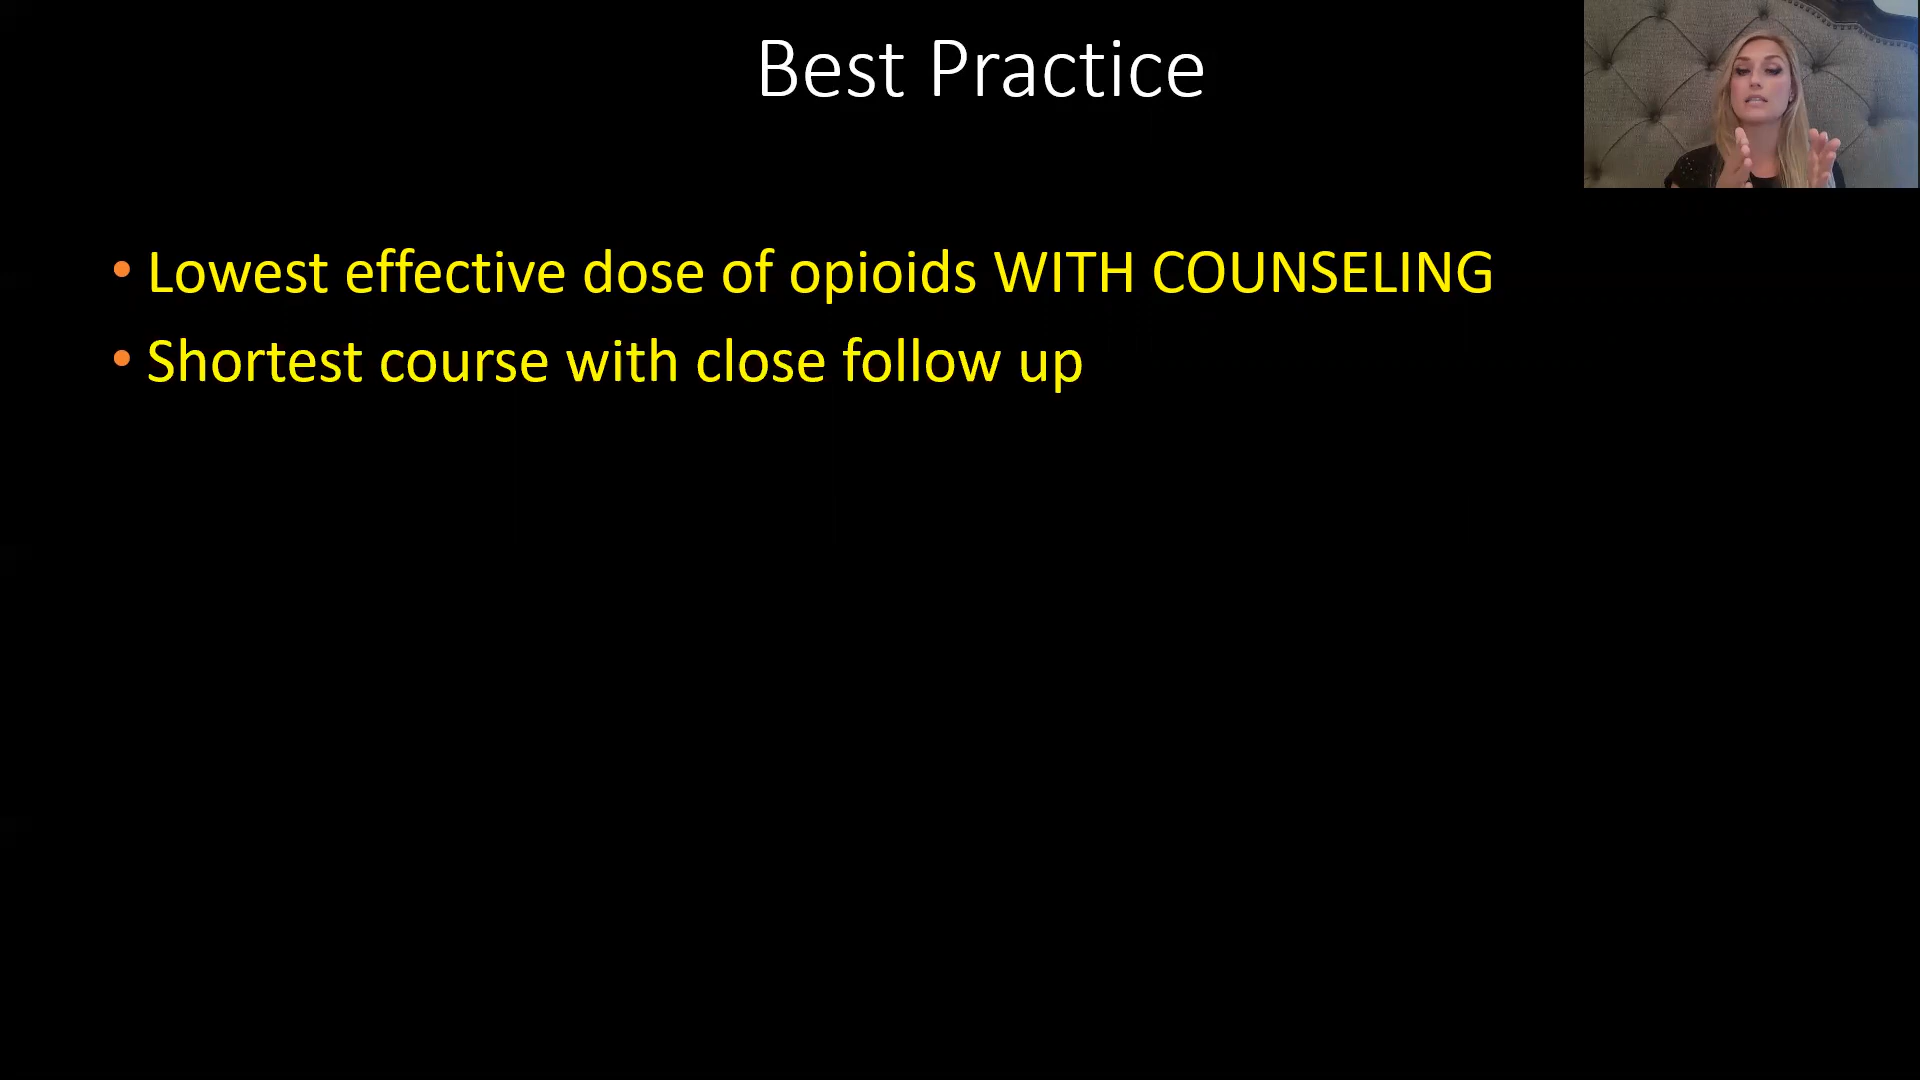 Best Practice
• Lowest effective dose of opioids WITH COUNSELING
• Shortest course with close follow up